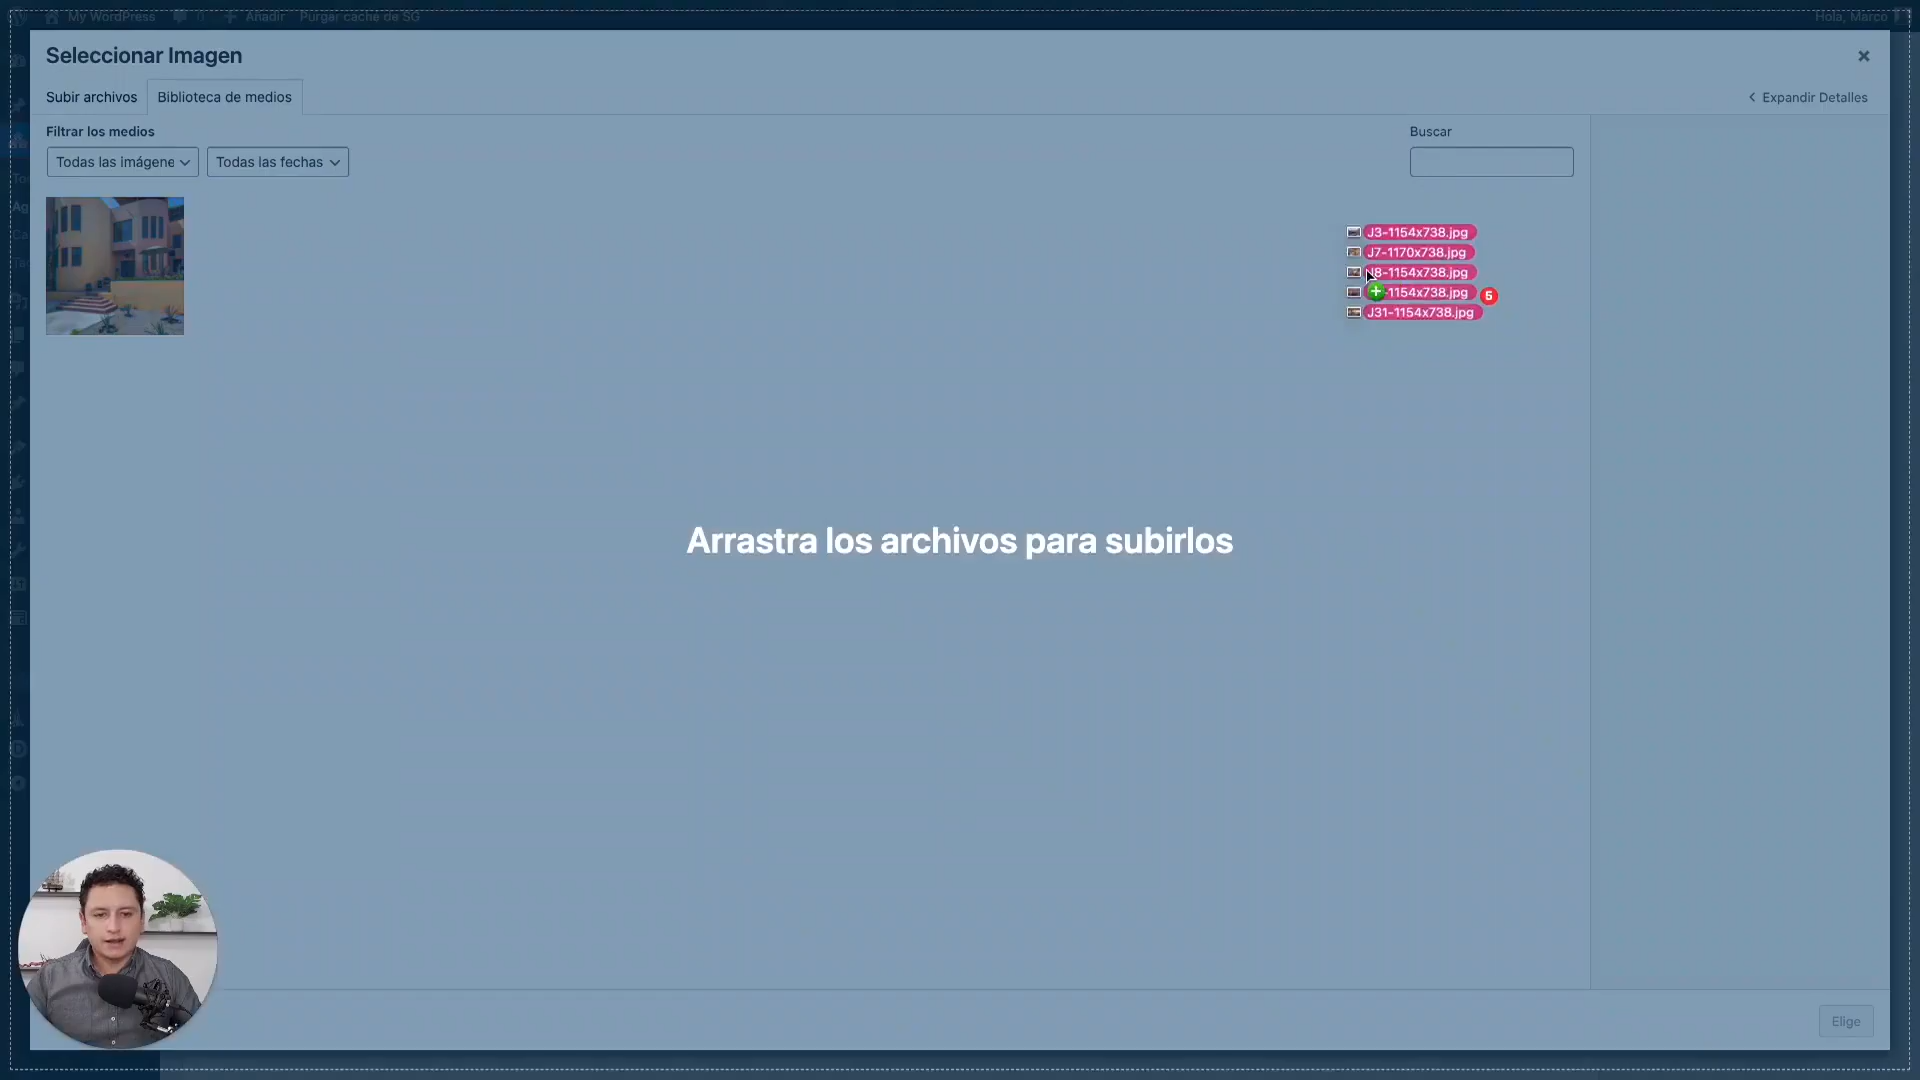 My WordPress 0 Añadir Purgar caché de SG Hola, Marco
Seleccionar Imagen
Subir archivos Biblioteca de medios Expandir Detalles
Filtrar los medios Buscar
Todas las imágene Todas las fechas
J3-1154x738.jpg
J7-1170x738.jpg
J8-1154x738.jpg
-1154x738.jpg 5
J31-1154x738.jpg
Arrastra los archivos para subirlos
Elige